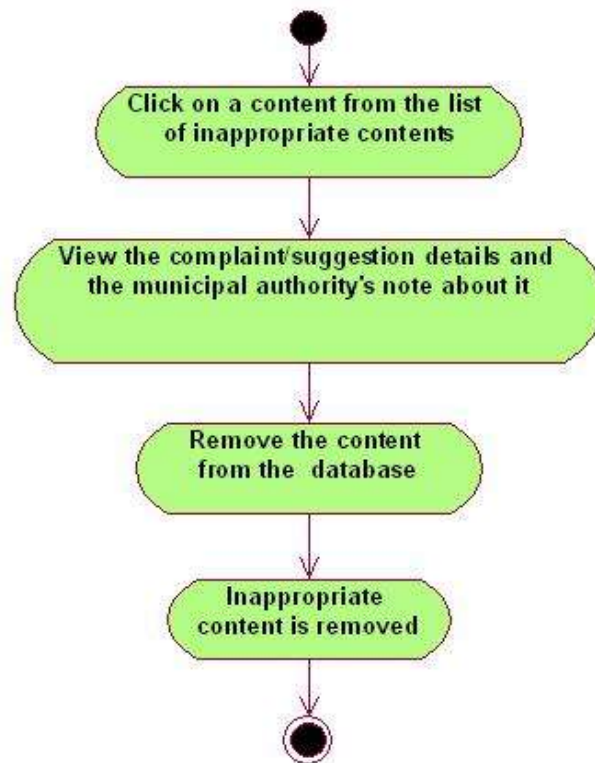 Click on a content from the list
of inappropriate contents
View the complaint/suggestion details and
the municipal authority's note about it
Remove the content
from the database
Inappropriate
content is removed